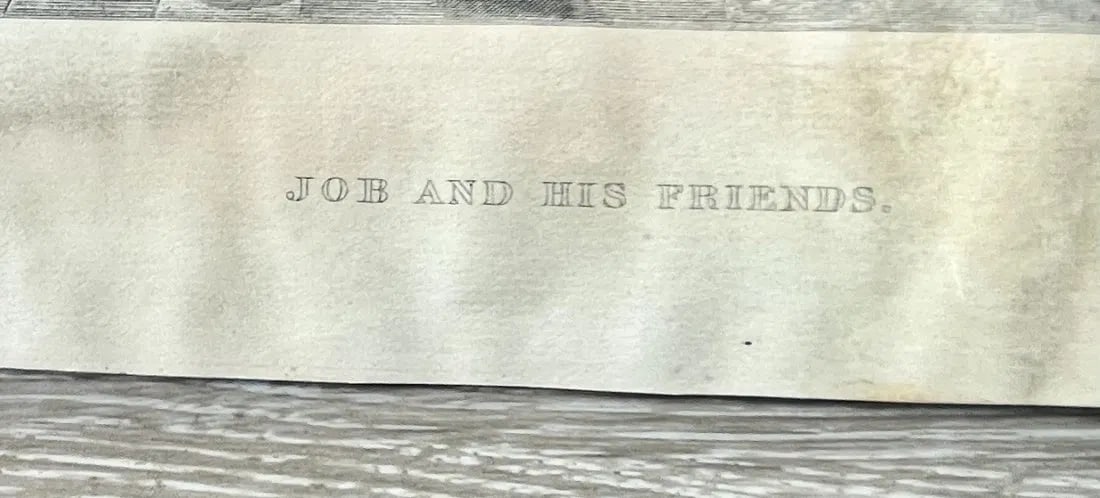 JOB AND HIS FRIENDS.